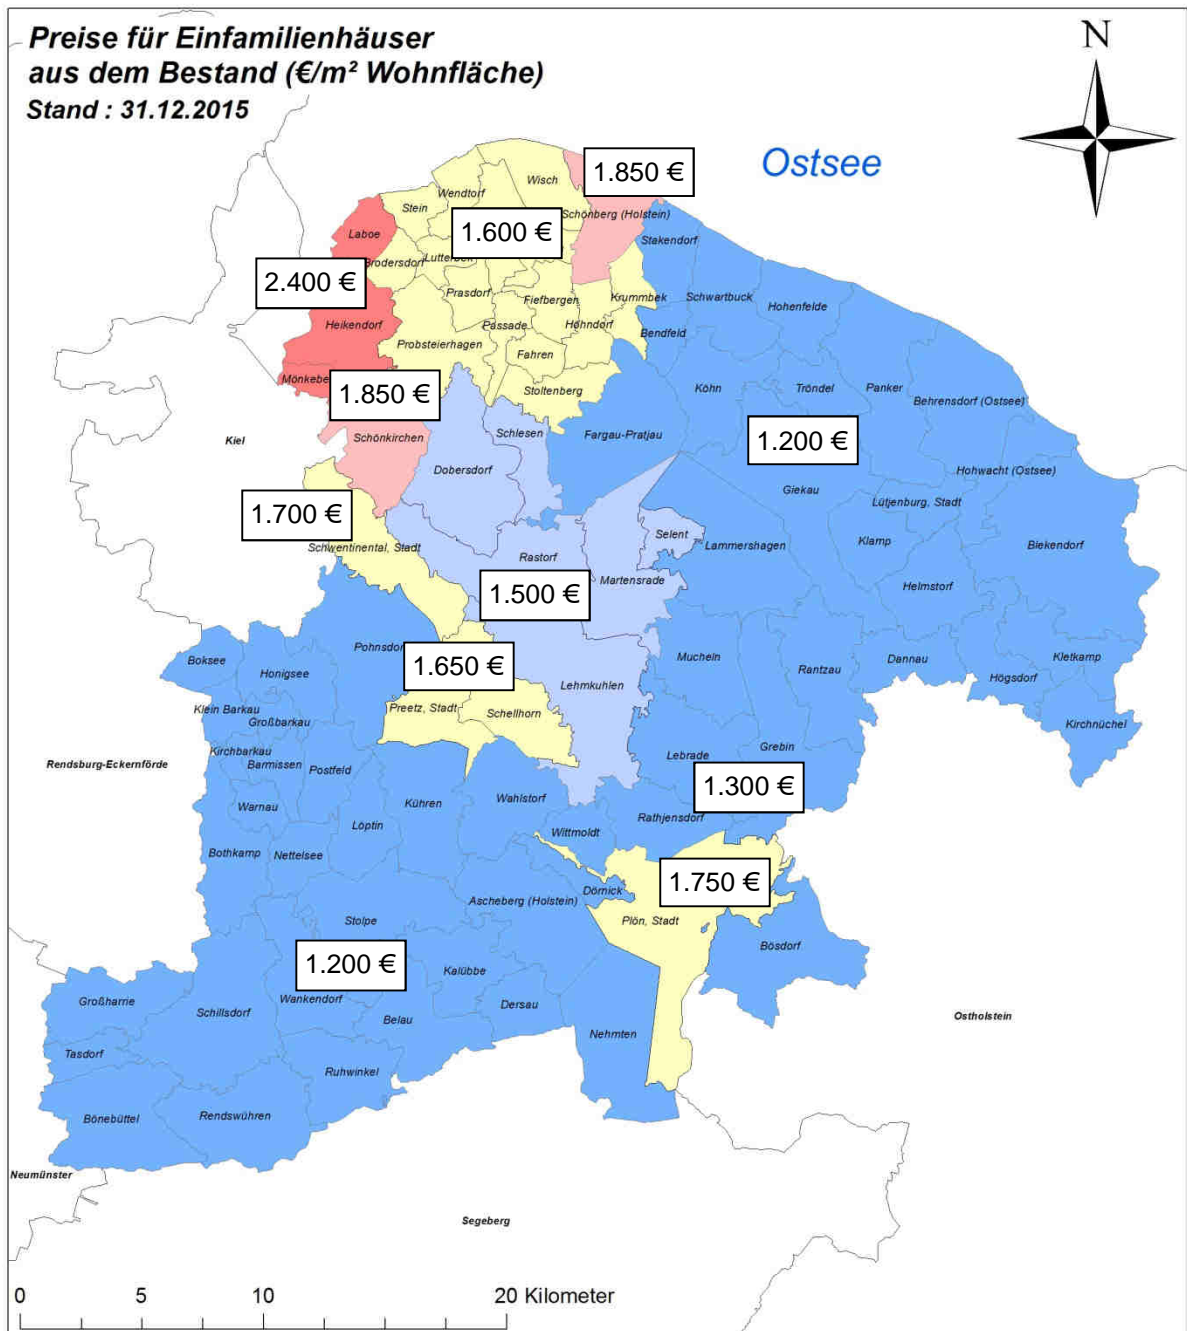 Preise für Einfamilienhäuser
aus dem Bestand (€/m² Wohnfläche)
Stand : 31.12.2015
N
Ostsee
1.850 €
Wisch
Wendtorf
Stein
Schönberg (Holstein)
1.600 €
Laboe
Stakendorf
Brodersdorf
2.400 €
Prasdorf
Fiefbergen
Krummbek
Schwartbuck
Hohenfelde
Heikendorf
Passade
Höhndorf
Bendfeld
Probsteierhagen
Fahren
Mönkebe
1.850 €
Stoltenberg
Köhn
Tröndel
Panker
Behrensdorf (Ostsee)
Kiel
Schönkirchen
Schlesen
Fargau-Pratjau
1.200 €
Dobersdorf
Hohwacht (Ostsee)
Giekau
Lütjenburg, Stadt
1.700 €
Schwentinental, Stadt
Rastorf
Selent
Lammershagen
Klamp
Blekendorf
Martensrade
Helmstorf
1.500 €
Pohnsdorf
Boksee
Honigsee
1.650 €
Mucheln
Rantzau
Dannau
Kletkamp
Högsdorf
Lehmkuhlen
Klein Barkau
Großbarkau
Preetz, Stadt
Schellhorn
Kirchnüchel
Kirchbarkau
Barmissen
Postfeld
Lebrade
Grebin
Rendsburg-Eckernförde
1.300 €
Warnau
Kühren
Wahlstorf
Rathjensdorf
Löptin
Wittmoldt
Bothkamp
Nettelsee
1.750 €
Dörnick
Ascheberg (Holstein)
Stolpe
Plön, Stadt
Bösdorf
1.200 €
Kalübbe
Großharrie
Schillsdorf
Wankendorf
Dersau
Belau
Ostholstein
Nehmten
Tasdorf
Ruhwinkel
Bönebüttel
Rendswühren
Neumünster
Segeberg
0 5 10 20 Kilometer